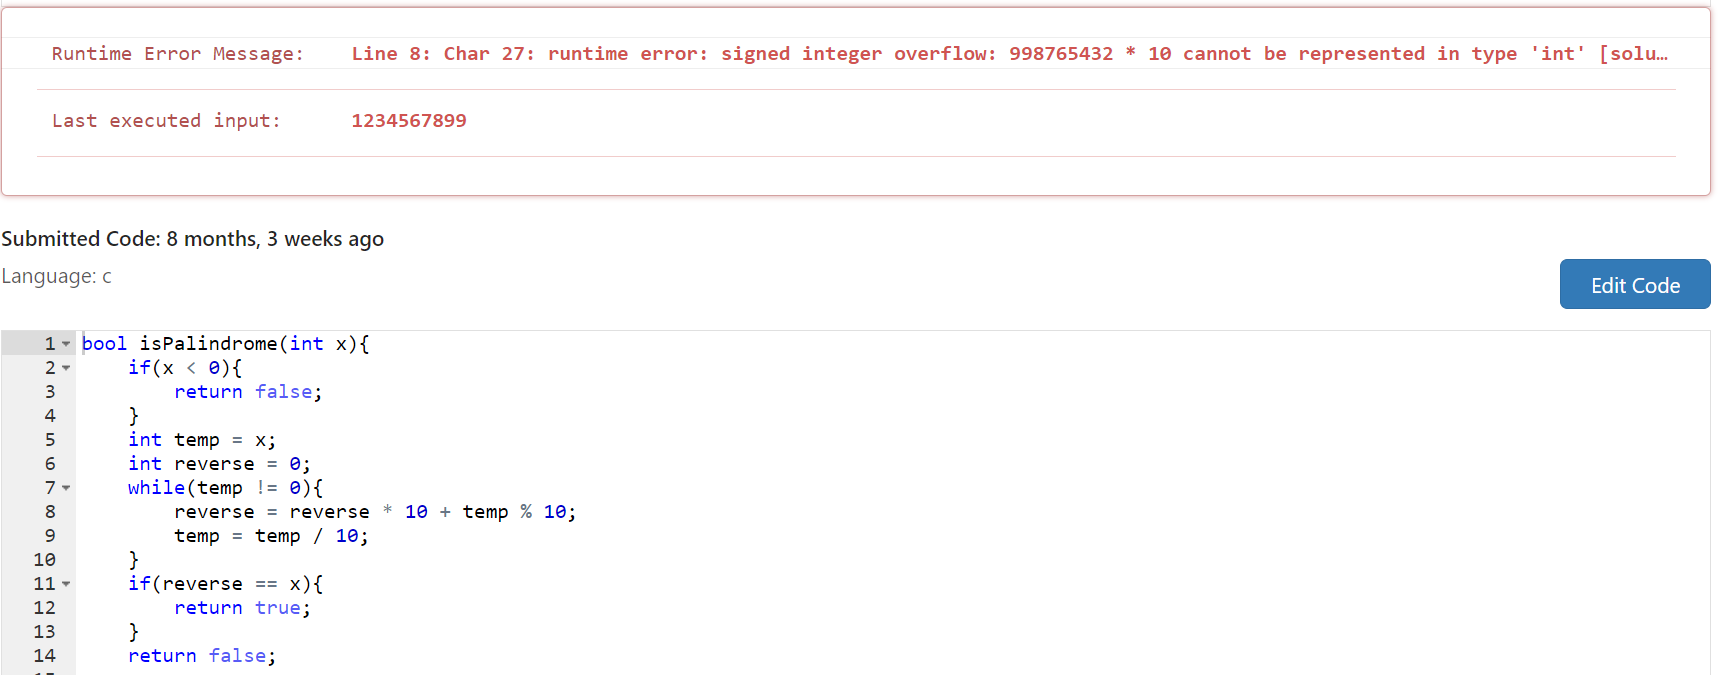 Runtime Error Message: Line 8: Char 27: runtime error: signed integer overflow: 998765432 * 10 cannot be represented in type 'int' [solu…
Last executed input: 1234567899
Submitted Code: 8 months, 3 weeks ago
Language: c
Edit Code
1 bool isPalindrome(int x){
2     if(x < 0){
3         return false;
4     }
5     int temp = x;
6     int reverse = 0;
7     while(temp != 0){
8         reverse = reverse * 10 + temp % 10;
9         temp = temp / 10;
10     }
11     if(reverse == x){
12         return true;
13     }
14     return false;